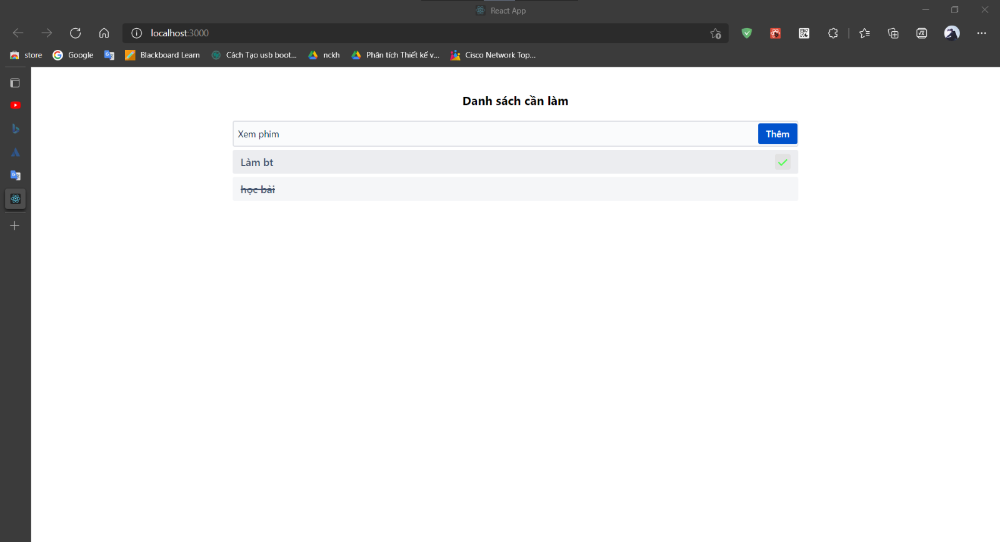 React App
localhost:3000
store Google Blackboard Learn Cách Tạo usb boot... nckh Phân tích Thiết kế v... Cisco Network Top...
Danh sách cần làm
Xem phim Thêm
Làm bt
học bài